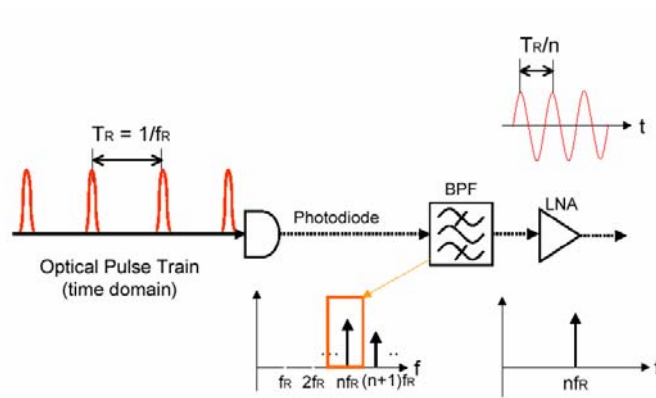 TR/n
t
TR = 1/fR
BPF
LNA
Photodiode
Optical Pulse Train
(time domain)
... ..
f
fR 2fR nfR (n+1)fR
f
nfR